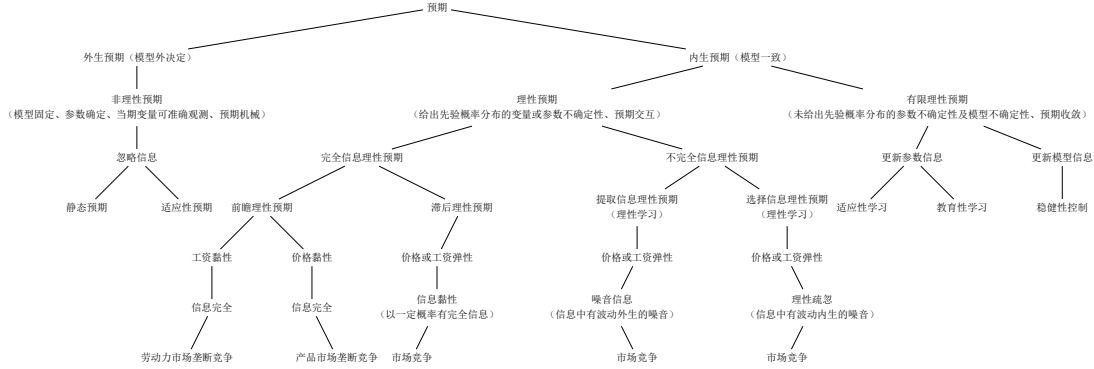 预期
外生预期（模型外决定）
内生预期（模型一致）
非理性预期
（模型固定、参数确定、当期变量可准确观测、预期机械）
理性预期
（给出先验概率分布的变量或参数不确定性、预期交互）
有限理性预期
（未给出先验概率分布的参数不确定性及模型不确定性、预期收敛）
忽略信息
完全信息理性预期
不完全信息理性预期
更新参数信息
更新模型信息
静态预期
适应性预期
前瞻理性预期
滞后理性预期
提取信息理性预期
（理性学习）
选择信息理性预期
（理性学习）
适应性学习
教育性学习
稳健性控制
工资黏性
价格黏性
价格或工资弹性
价格或工资弹性
价格或工资弹性
信息完全
信息完全
信息黏性
（以一定概率有完全信息）
噪音信息
（信息中有波动外生的噪音）
理性疏忽
（信息中有波动内生的噪音）
劳动力市场垄断竞争
产品市场垄断竞争
市场竞争
市场竞争
市场竞争